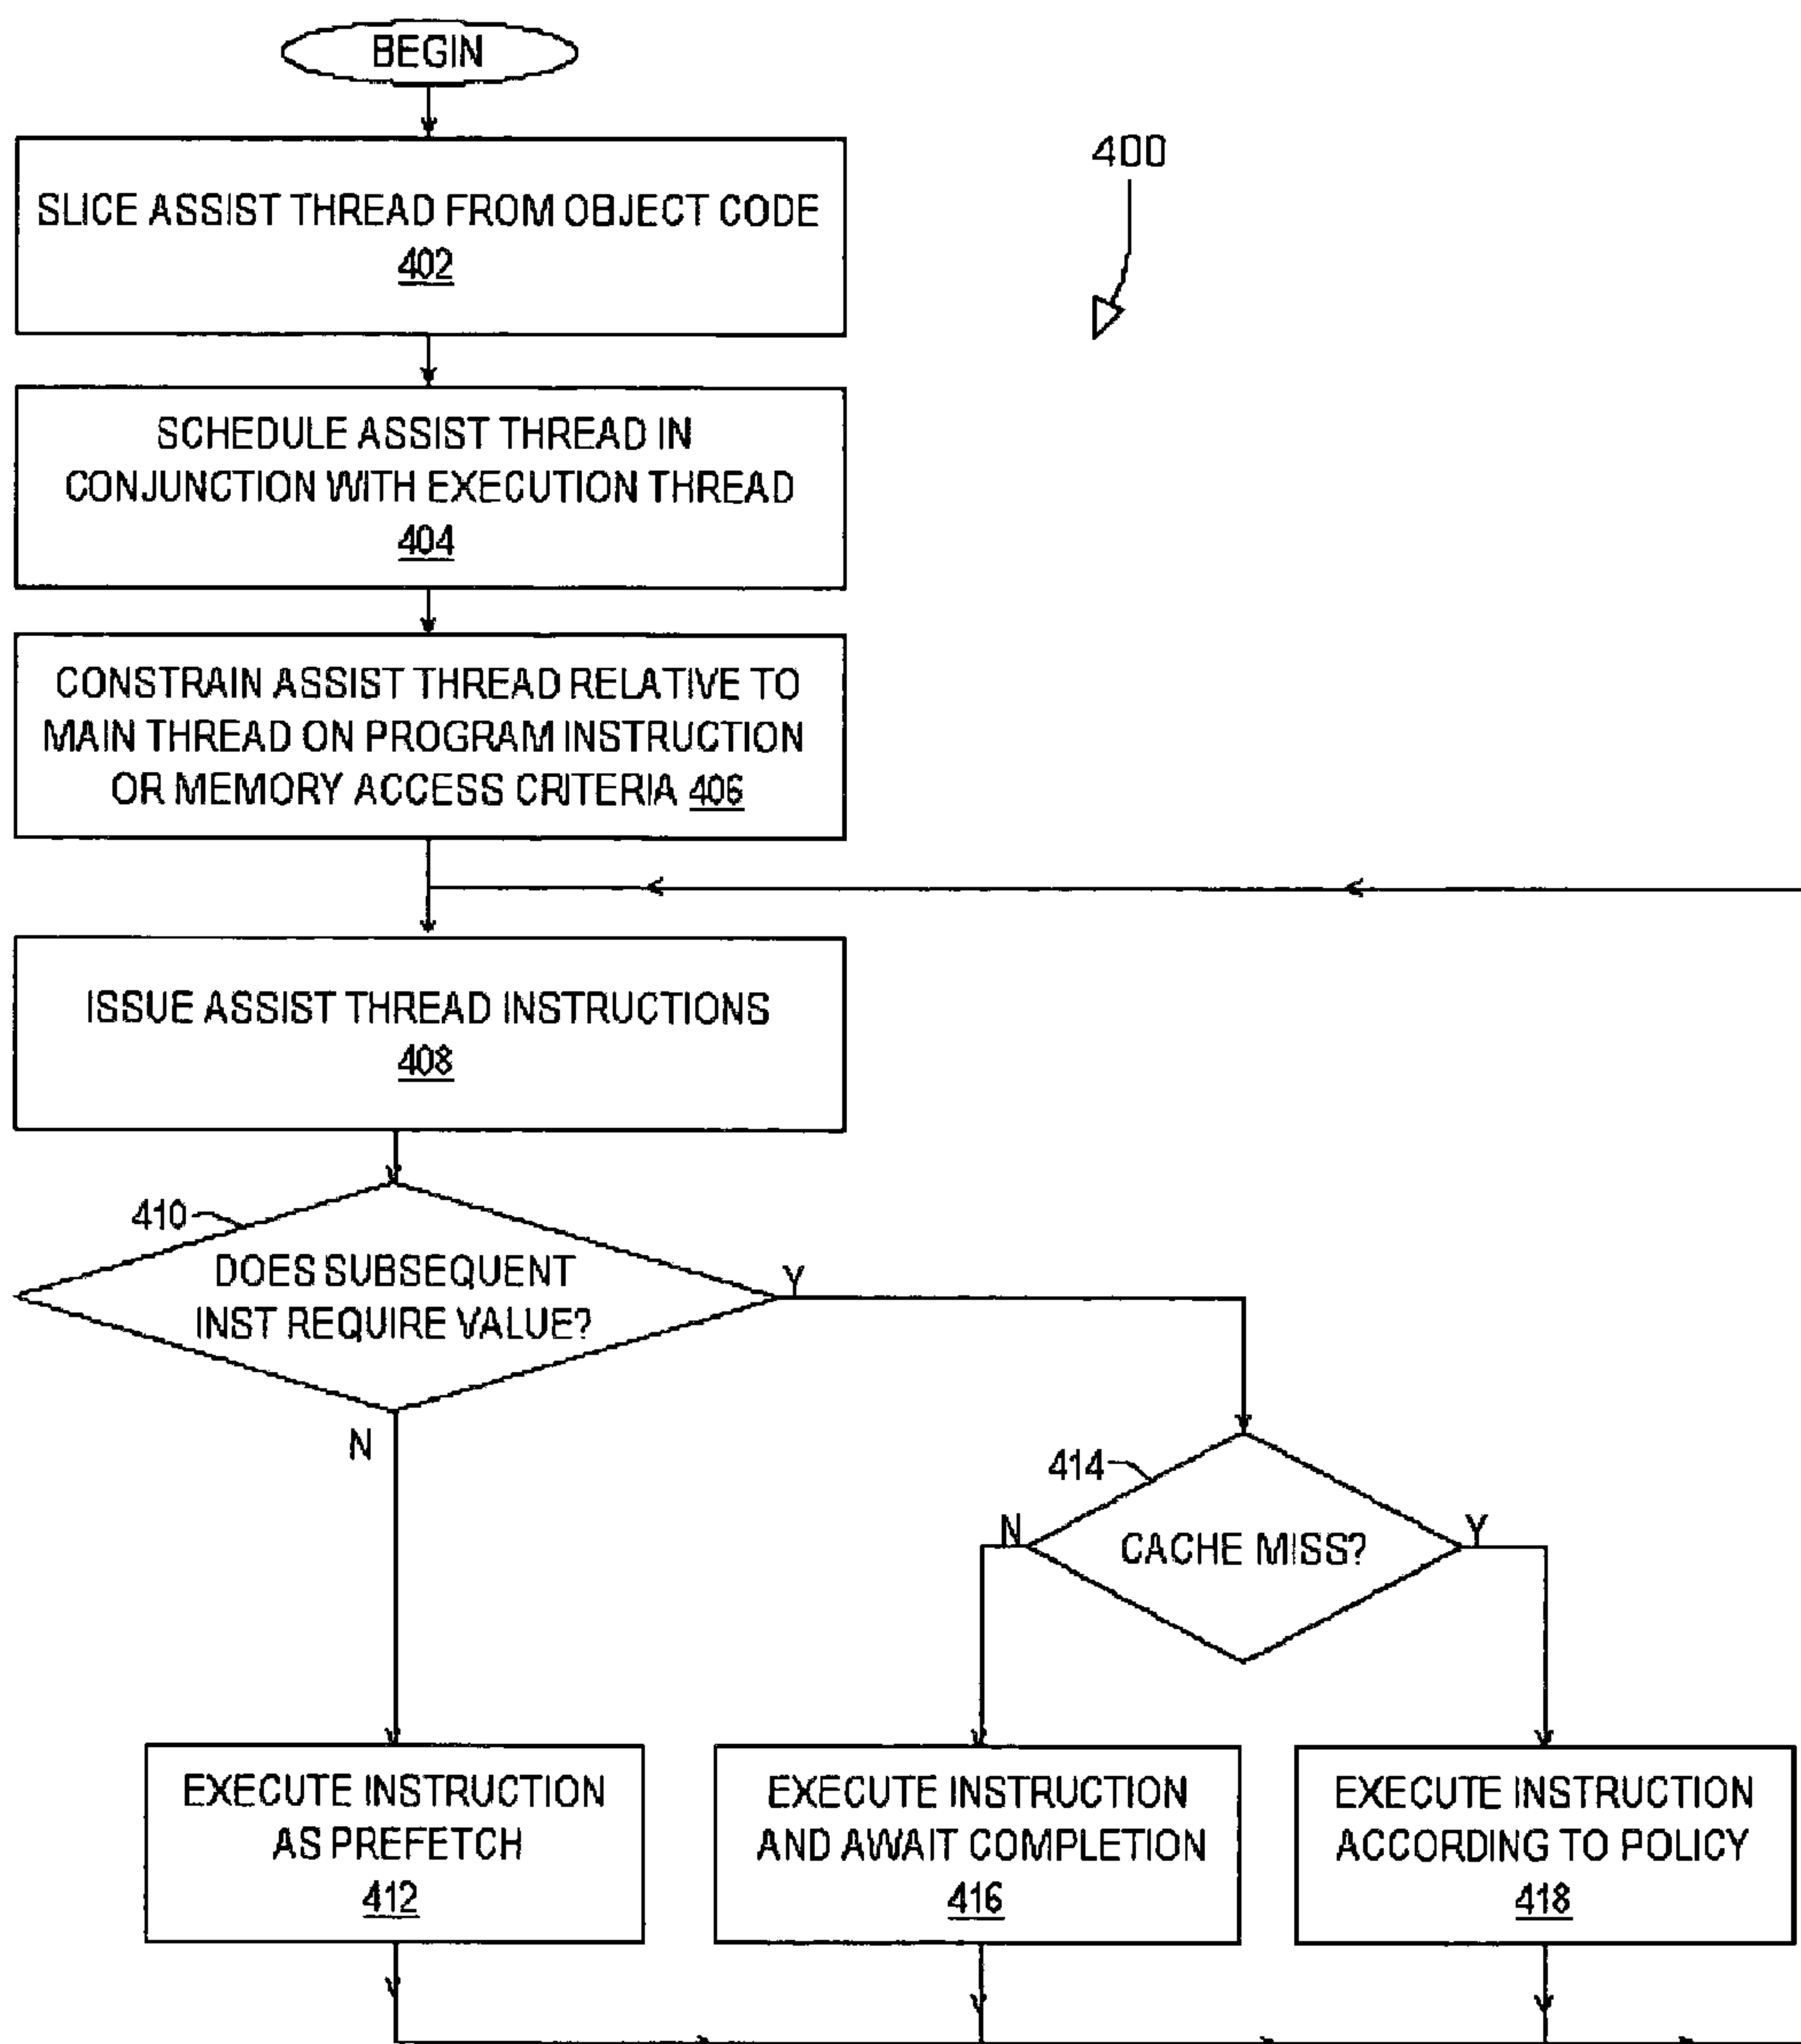 BEGIN
400
SLICE ASSIST THREAD FROM OBJECT CODE
402
SCHEDULE ASSIST THREAD IN
CONJUNCTION WITH EXECUTION THREAD
404
CONSTRAIN ASSIST THREAD RELATIVE TO
MAIN THREAD ON PROGRAM INSTRUCTION
OR MEMORY ACCESS CRITERIA 406
ISSUE ASSIST THREAD INSTRUCTIONS
408
410
DOES SUBSEQUENT
INST REQUIRE VALUE?
Y
N
414
CACHE MISS?
N
Y
EXECUTE INSTRUCTION
AS PREFETCH
412
EXECUTE INSTRUCTION
AND AWAIT COMPLETION
416
EXECUTE INSTRUCTION
ACCORDING TO POLICY
418